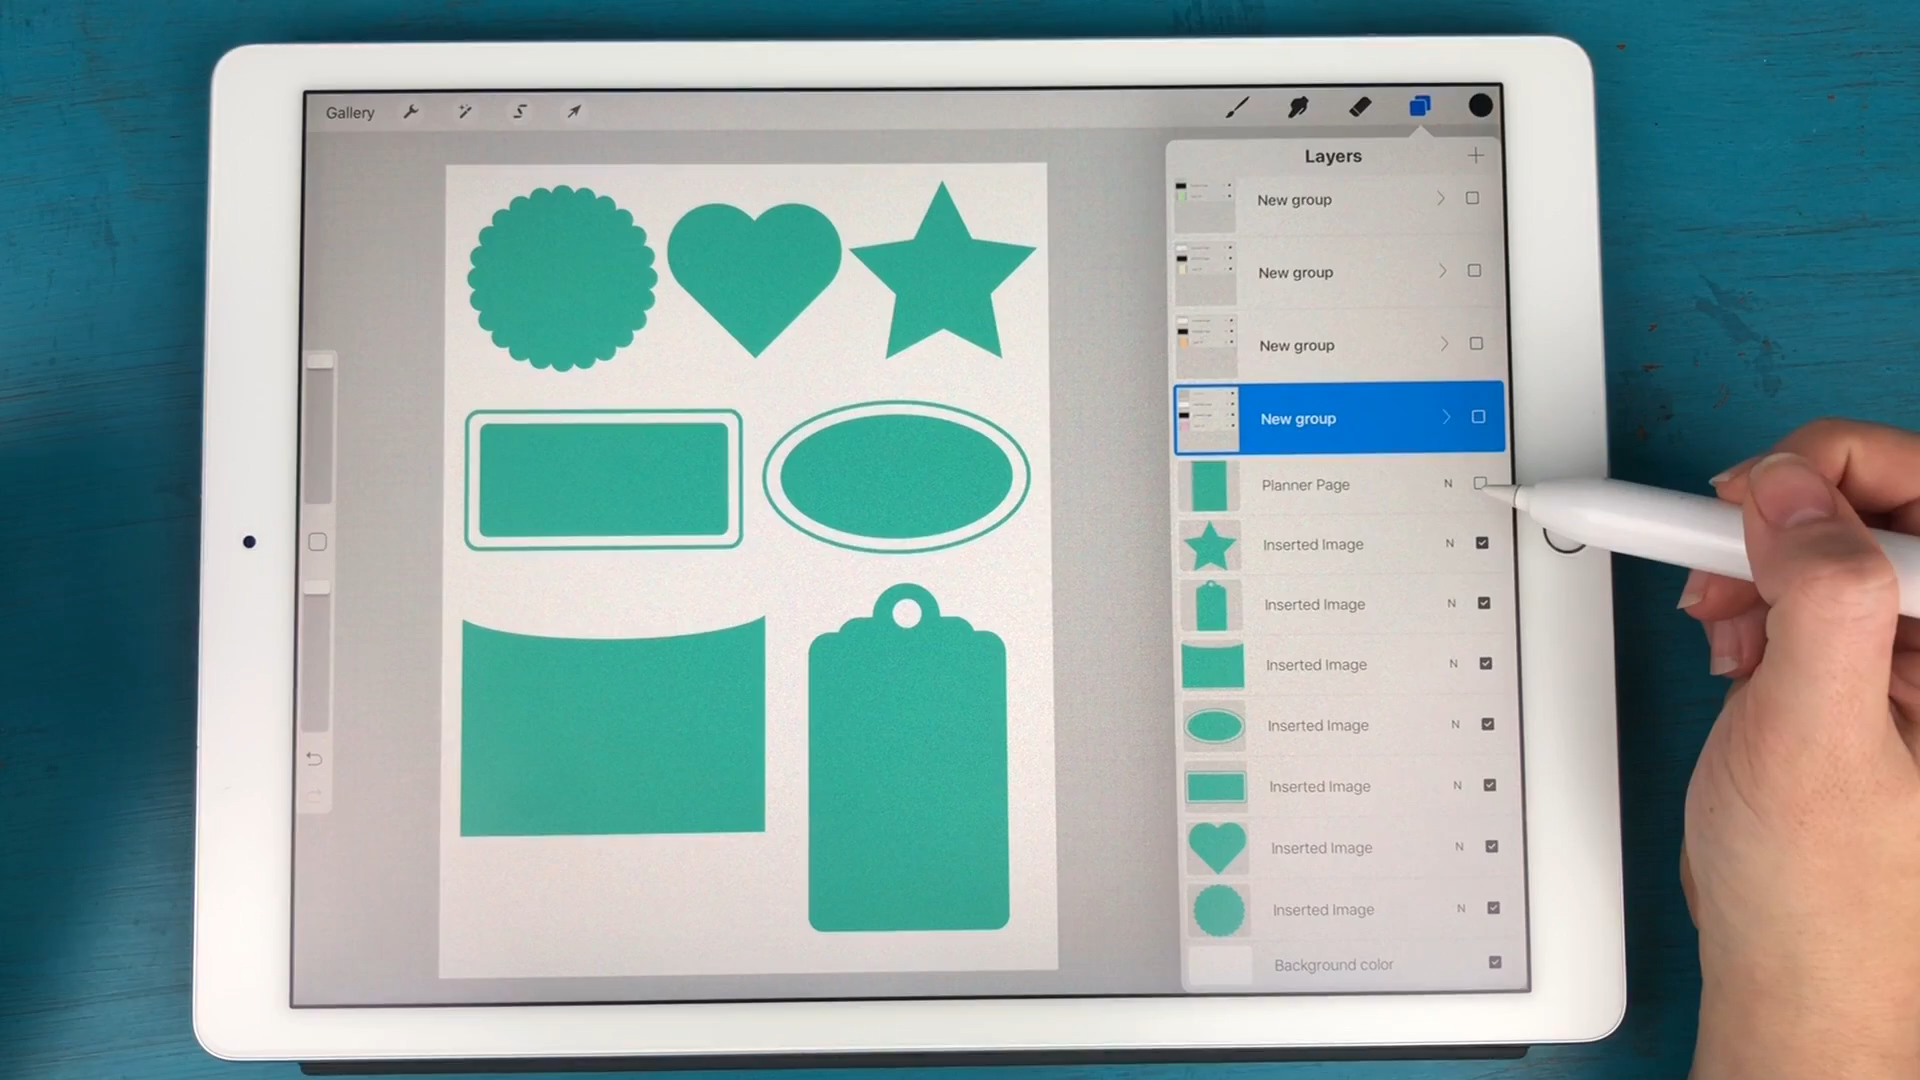 Gallery
Layers
New group
New group
New group
New group
Planner Page N
Inserted Image N
Inserted Image N
Inserted Image N
Inserted Image N
Inserted Image N
Inserted Image N
Inserted Image N
Background color